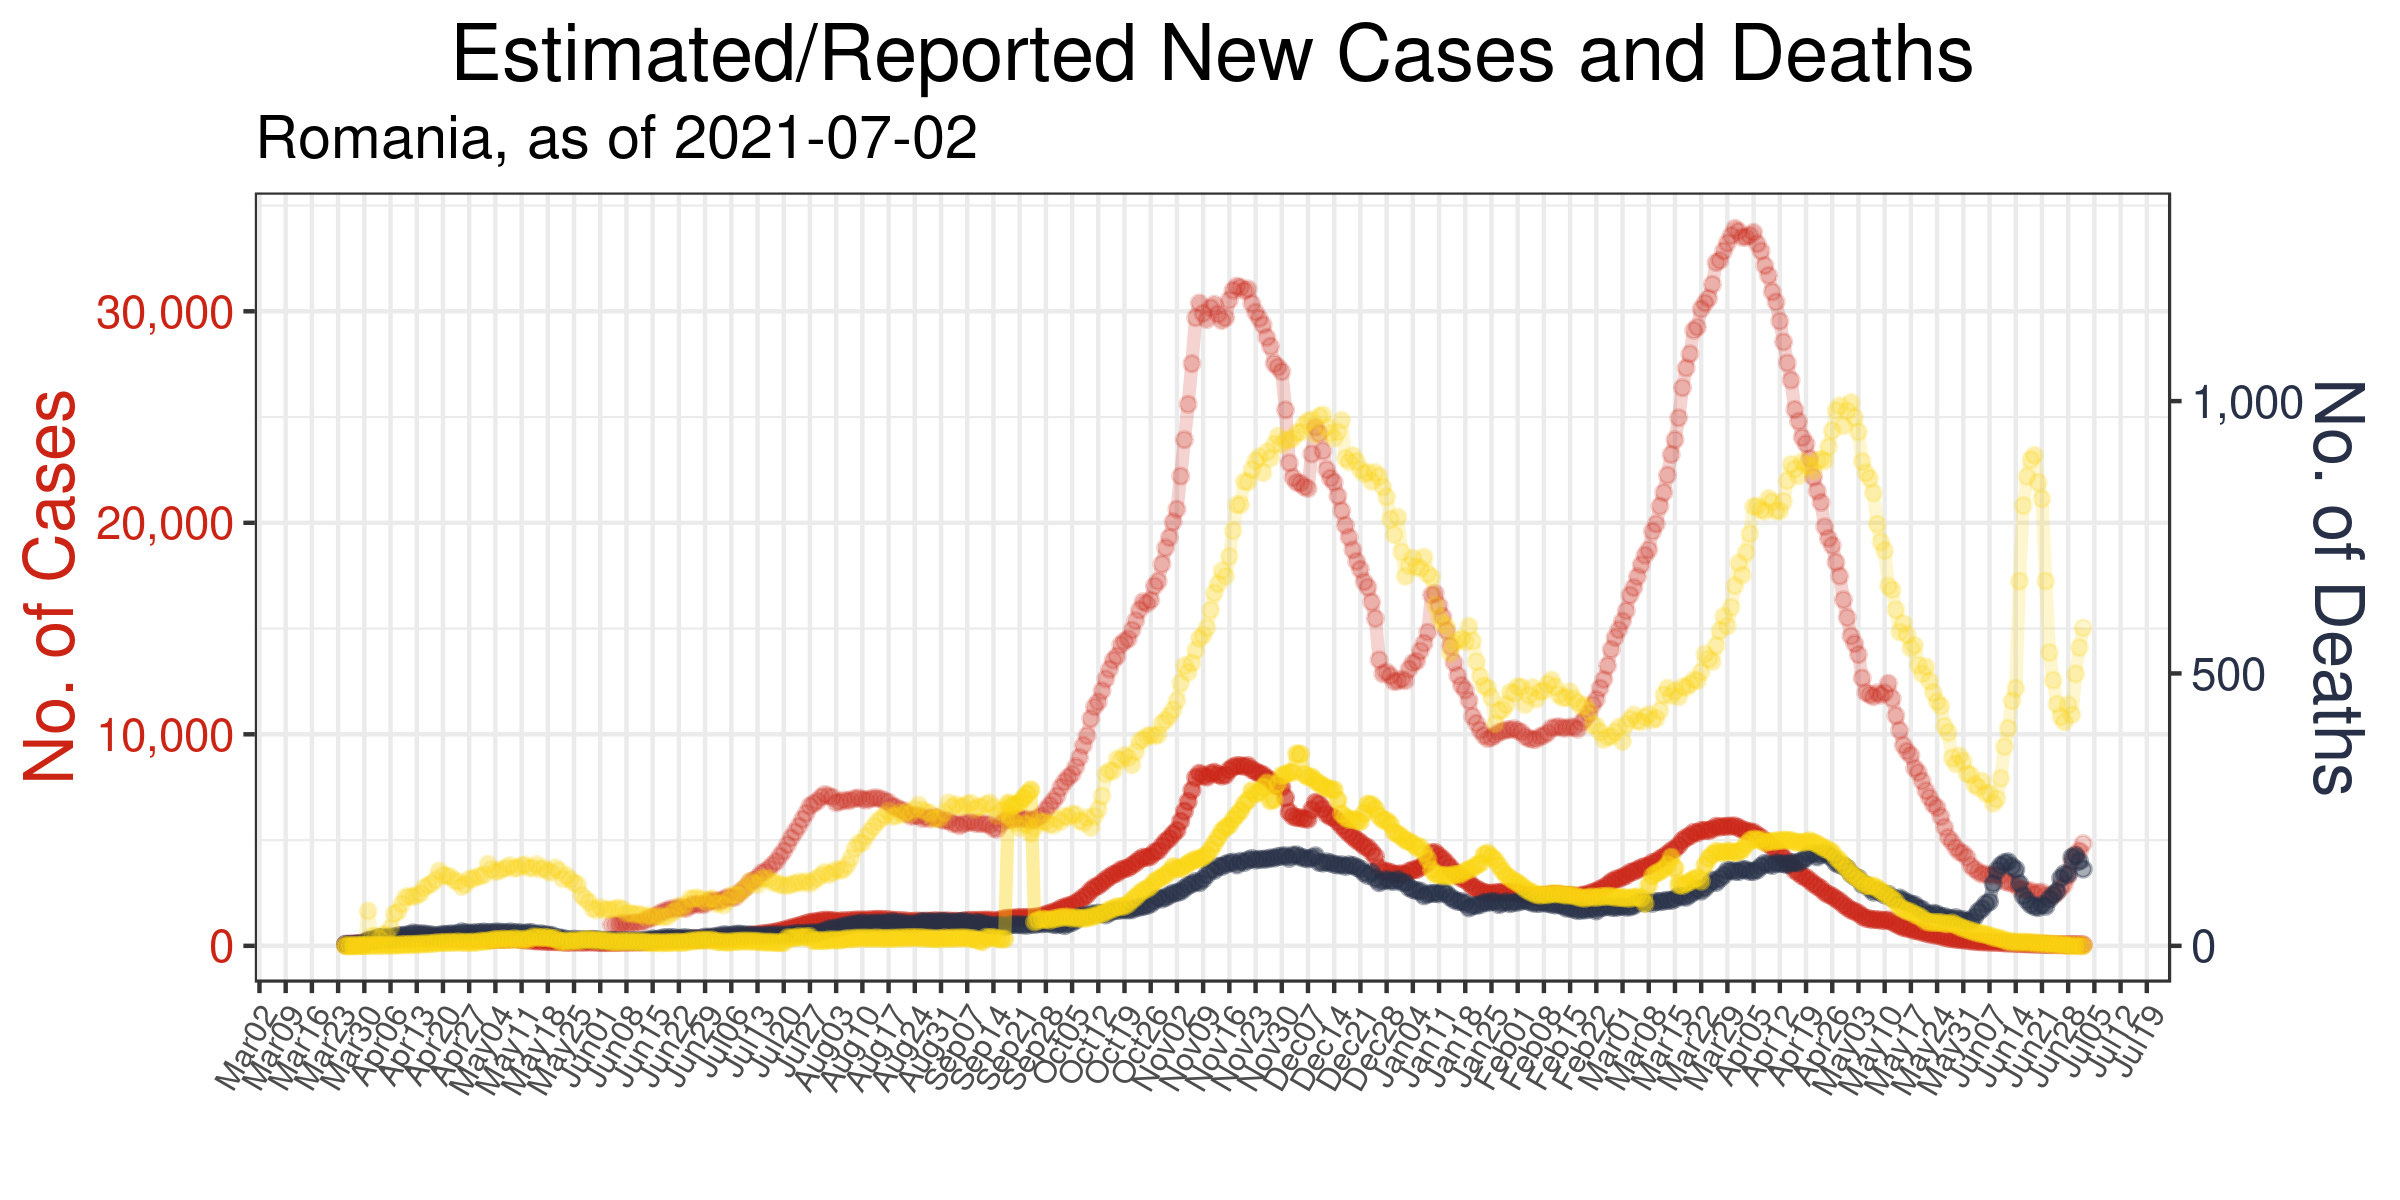 Estimated/Reported New Cases and Deaths
Romania, as of 2021-07-02
No. of Cases
30,000
20,000
10,000
0
1,000
500
0
No. of Deaths
Mar02
Mar09
Mar16
Mar23
Mar30
Apr06
Apr13
Apr20
Apr27
May04
May11
May18
May25
Jun01
Jun08
Jun15
Jun22
Jun29
Jul06
Jul13
Jul20
Jul27
Aug03
Aug10
Aug17
Aug24
Aug31
Sep07
Sep14
Sep21
Sep28
Oct05
Oct12
Oct19
Oct26
Nov02
Nov09
Nov16
Nov23
Nov30
Dec07
Dec14
Dec21
Dec28
Dec04
Jan11
Jan18
Jan25
Feb01
Feb08
Feb15
Feb22
Mar01
Mar08
Mar15
Mar22
Mar29
Apr05
Apr12
Apr19
Apr26
May03
May10
May17
May24
May31
Jun07
Jun14
Jun21
Jun28
Jul05
Jul12
Jul19